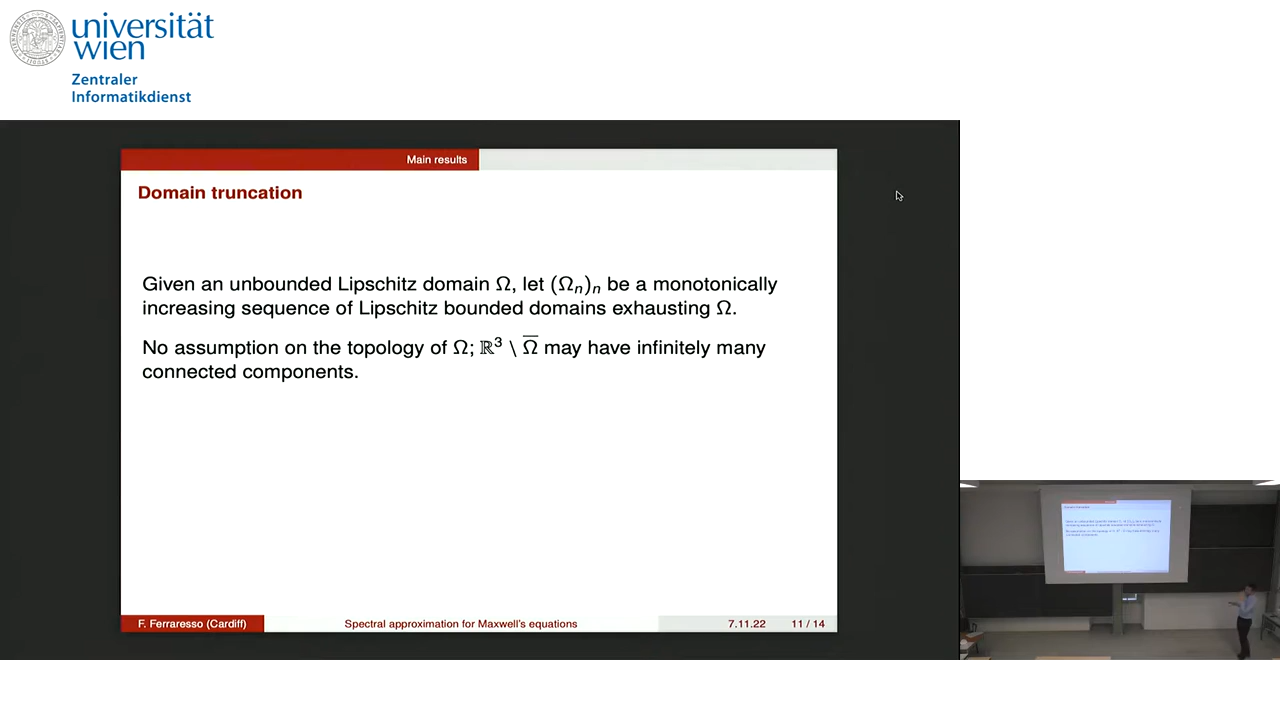 universität
wien
Zentraler
Informatikdienst
Main results
Domain truncation
Given an unbounded Lipschitz domain Ω, let (Ωₙ)ₙ be a monotonically
increasing sequence of Lipschitz bounded domains exhausting Ω.
No assumption on the topology of Ω; ℝ³ \ Ω̅ may have infinitely many
connected components.
F. Ferraresso (Cardiff)
Spectral approximation for Maxwell's equations
7.11.22
11 / 14